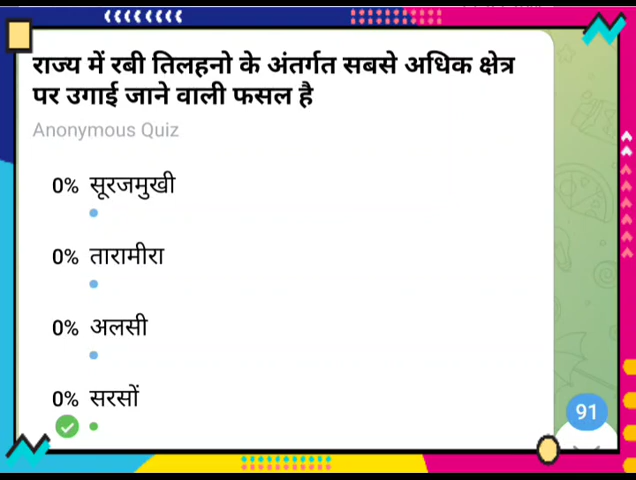 राज्य में रबी तिलहनो के अंतर्गत सबसे अधिक क्षेत्र
पर उगाई जाने वाली फसल है
Anonymous Quiz
0% सूरजमुखी
0% तारामीरा
0% अलसी
0% सरसों
91